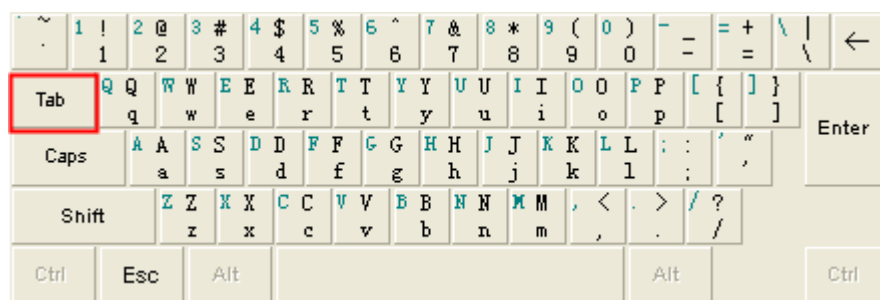 ` ~ 1 ! 2 @ 3 # 4 $ 5 % 6 ^ 7 & 8 * 9 ( 0 ) - _ = + \ | ←
. 1 2 3 4 5 6 7 8 9 0 - = \
Tab Q Q W W E E R R T T Y Y U U I I O O P P [ { ] }
q w e r t y u i o p [ ]
Enter
Caps A A S S D D F F G G H H J J K K L L ; : ' "
a s d f g h j k l ; ,
Shift Z Z X X C C V V B B N N M M , < . > / ?
z x c v b n m , . /
Ctrl Esc Alt Alt Ctrl